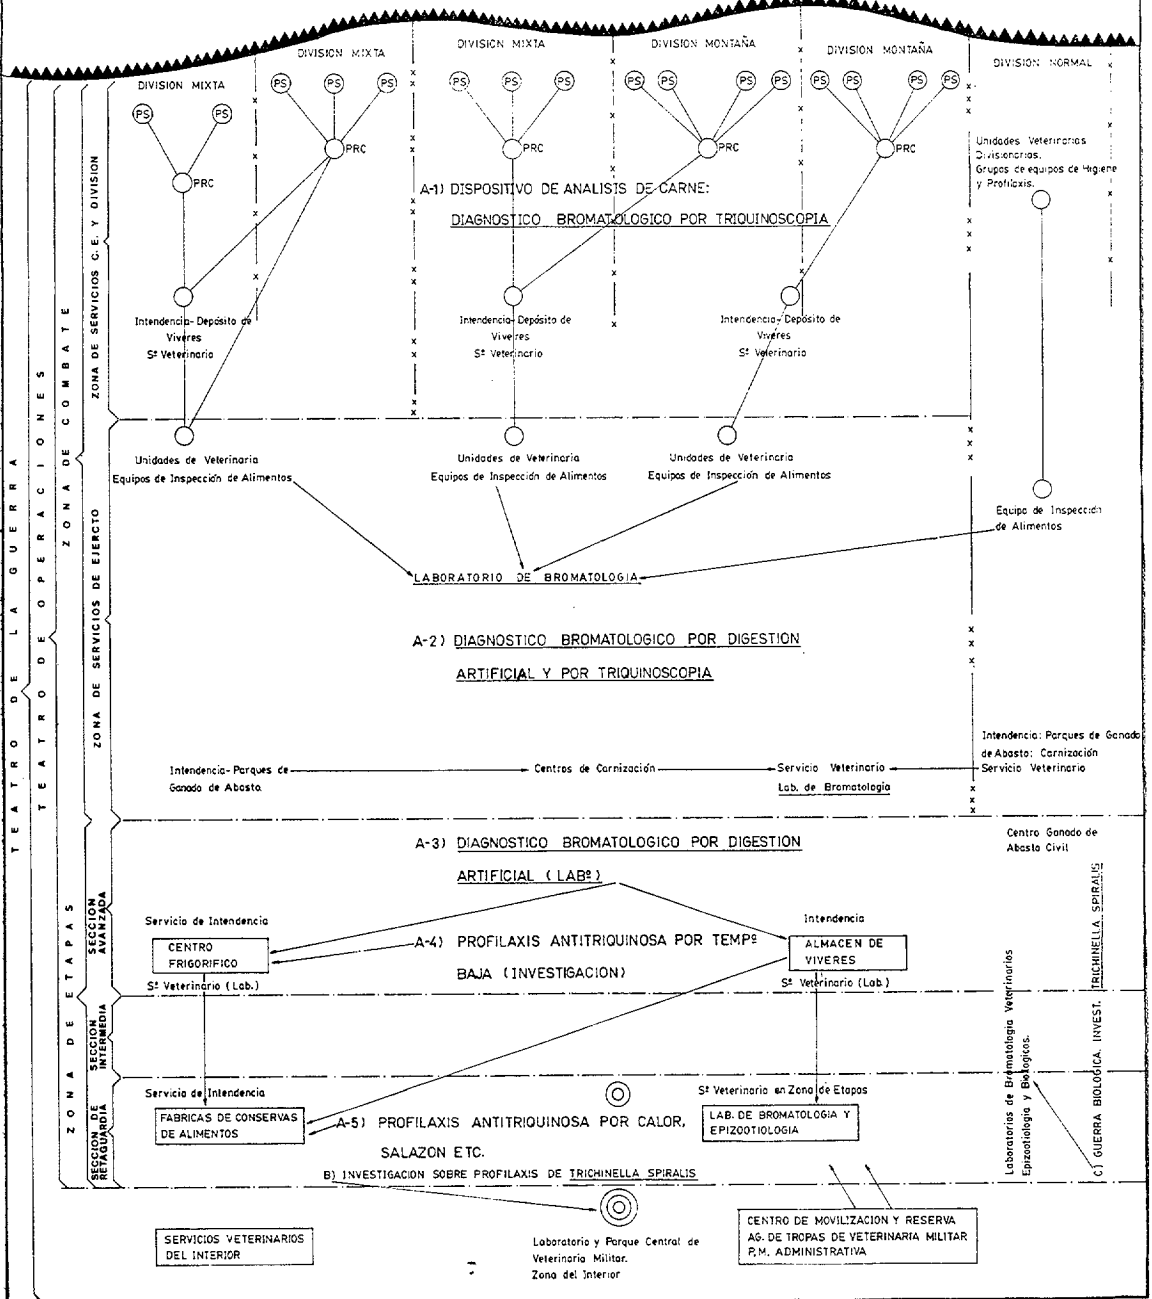 DIVISION MIXTA
DIVISION MIXTA
DIVISION MIXTA
DIVISION MONTAÑA
DIVISION MONTAÑA
DIVISION NORMAL
PS PS
PS PS PS
PS PS PS
PS PS PS PS
PS PS PS PS
PRC
PRC
PRC
PRC
PRC
Unidades Veterinarias
Divisionarias.
Grupos de equipos de Higiene
y Profilaxis.
A-1) DISPOSITIVO DE ANALISIS DE CARNE:
DIAGNOSTICO BROMATOLOGICO POR TRIQUINOSCOPIA
Intendencia-Depósito de
Viveres
Sº Veterinario
Intendencia-Depósito de
Viveres
Sº Veterinario
Intendencia-Depósito de
Viveres
Sº Veterinario
Unidades de Veterinaria
Equipos de Inspección de Alimentos
Unidades de Veterinaria
Equipos de Inspección de Alimentos
Unidades de Veterinaria
Equipos de Inspección de Alimentos
Equipo de Inspección
de Alimentos
LABORATORIO DE BROMATOLOGIA
A-2) DIAGNOSTICO BROMATOLOGICO POR DIGESTION
ARTIFICIAL Y POR TRIQUINOSCOPIA
Intendencia-Parques de
Ganado de Abasto.
Centros de Carnización
Servicio Veterinario
Lab. de Bromatologia
Intendencia: Parques de Ganado
de Abasto: Carnización
Servicio Veterinario
A-3) DIAGNOSTICO BROMATOLOGICO POR DIGESTION
ARTIFICIAL (LABº)
Centro Ganado de
Abasto Civil
Servicio de Intendencia
CENTRO
FRIGORIFICO
Sº Veterinario (Lab.)
A-4) PROFILAXIS ANTITRIQUINOSA POR TEMPº
BAJA (INVESTIGACION)
Intendencia
ALMACEN DE
VIVERES
Sº Veterinario (Lab.)
Servicio de Intendencia
FABRICAS DE CONSERVAS
DE ALIMENTOS
A-5) PROFILAXIS ANTITRIQUINOSA POR CALOR,
SALAZON ETC.
Sº Veterinario en Zona de Etapas
LAB. DE BROMATOLOGIA Y
EPIZOOTIOLOGIA
B) INVESTIGACION SOBRE PROFILAXIS DE TRICHINELLA SPIRALIS
SERVICIOS VETERINARIOS
DEL INTERIOR
Laboratorio y Parque Central de
Veterinaria Militar.
Zona del Interior
CENTRO DE MOVILIZACION Y RESERVA
AG. DE TROPAS DE VETERINARIA MILITAR
P.M. ADMINISTRATIVA
Laboratorios de Bromatologia Veterinarios
Epizootiologia y Biologicos.
C) GUERRA BIOLOGICA. INVEST. TRICHINELLA SPIRALIS
TEATRO DE LA GUERRA
TEATRO DE OPERACIONES
ZONA DE COMBATE
ZONA DE SERVICIOS C. E. Y DIVISION
ZONA DE SERVICIOS DE EJERCTO
ZONA DE ETAPAS
SECCION
AVANZADA
SECCION
INTERMEDIA
SECCION DE
RETAGUARDIA